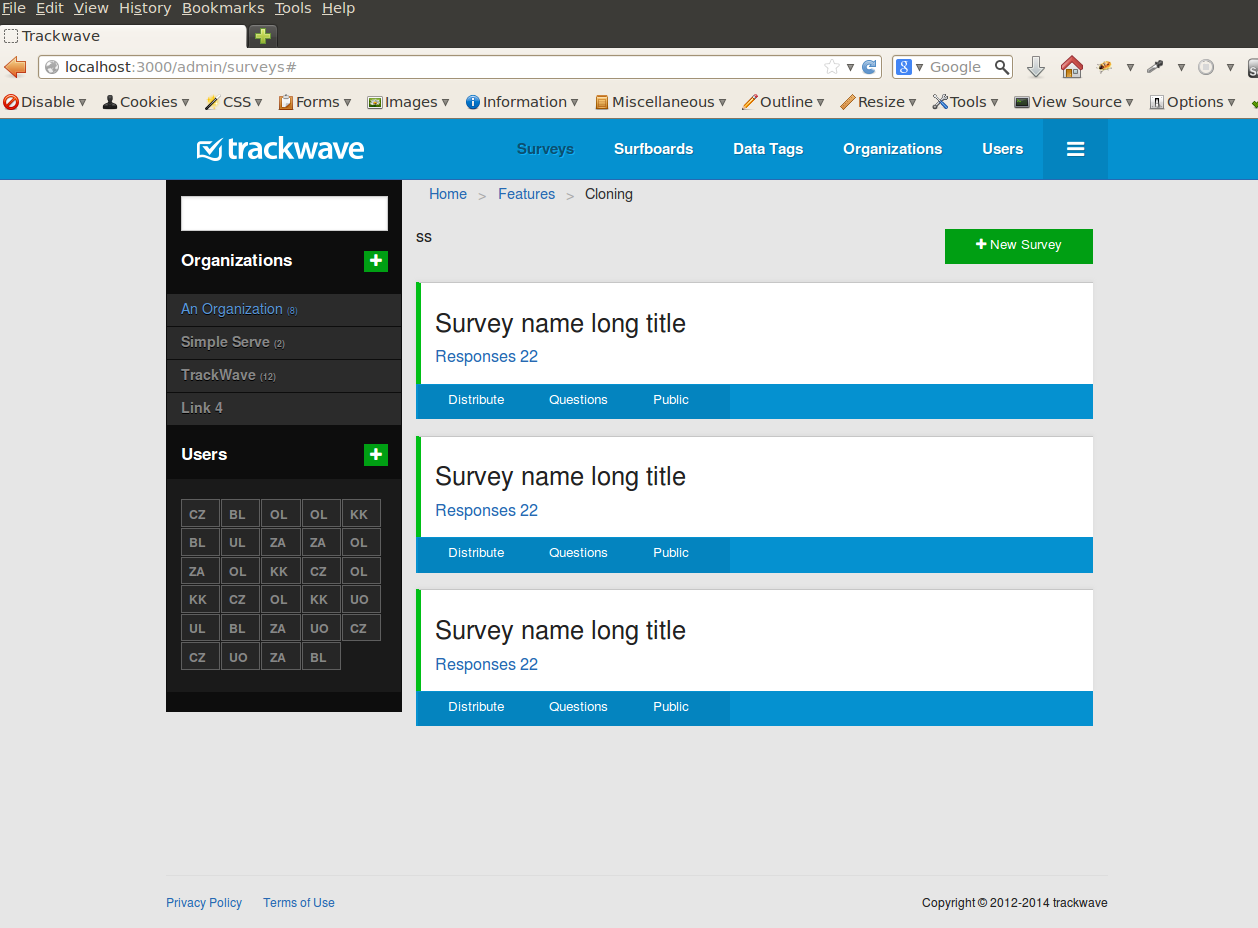 File Edit View History Bookmarks Tools Help
Trackwave
localhost:3000/admin/surveys#
Google
Disable Cookies CSS Forms Images Information Miscellaneous Outline Resize Tools View Source Options
trackwave Surveys Surfboards Data Tags Organizations Users
Home > Features > Cloning
ss
New Survey
Organizations
An Organization (8)
Simple Serve (2)
TrackWave (12)
Link 4
Users
CZ BL OL OL KK
BL UL ZA ZA OL
ZA OL KK CZ OL
KK CZ OL KK UO
UL BL ZA UO CZ
CZ UO ZA BL
Survey name long title
Responses 22
Distribute Questions Public
Survey name long title
Responses 22
Distribute Questions Public
Survey name long title
Responses 22
Distribute Questions Public
Privacy Policy Terms of Use
Copyright © 2012-2014 trackwave